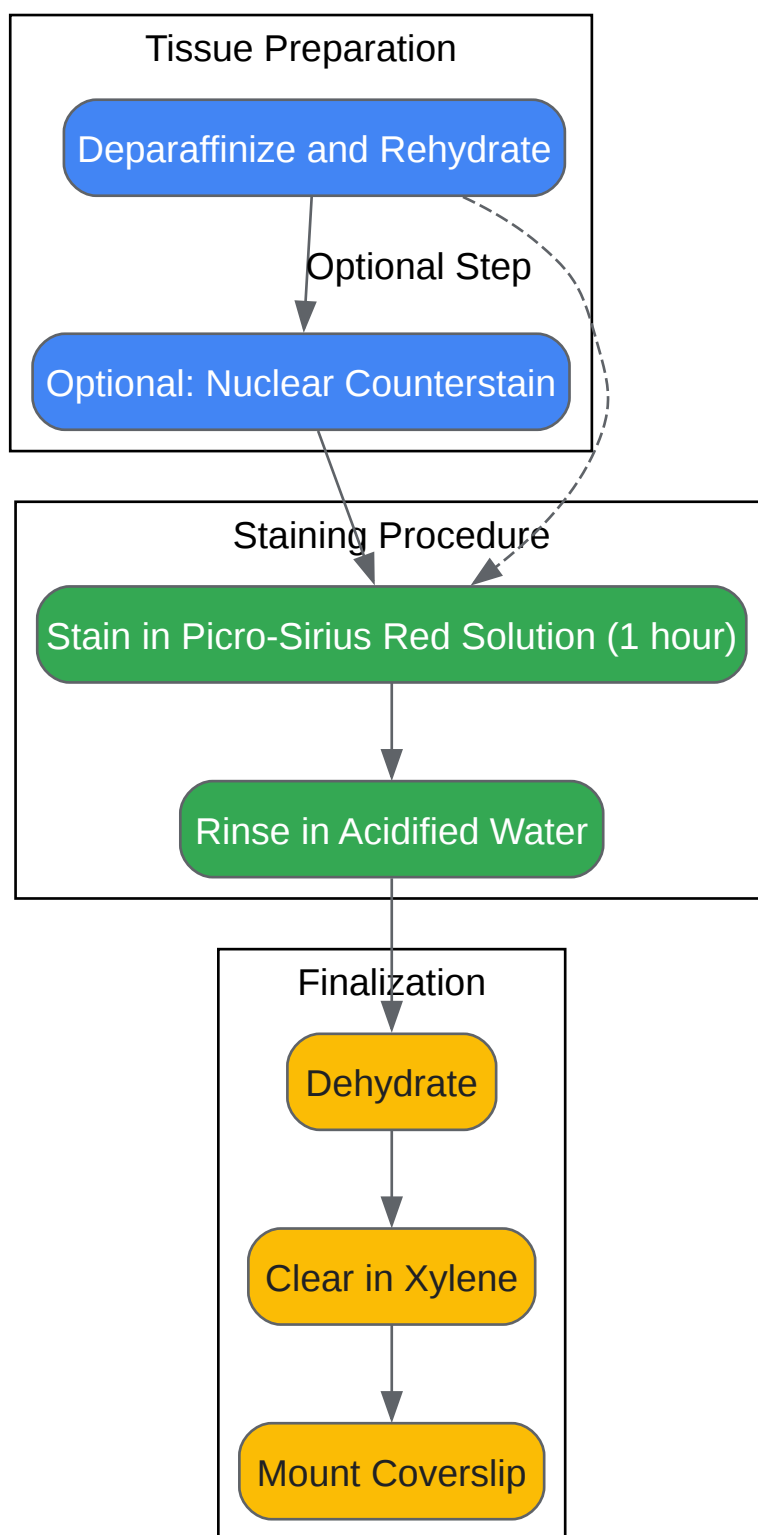 Tissue Preparation
Deparaffinize and Rehydrate
Optional Step
Optional: Nuclear Counterstain
Staining Procedure
Stain in Picro-Sirius Red Solution (1 hour)
Rinse in Acidified Water
Finalization
Dehydrate
Clear in Xylene
Mount Coverslip